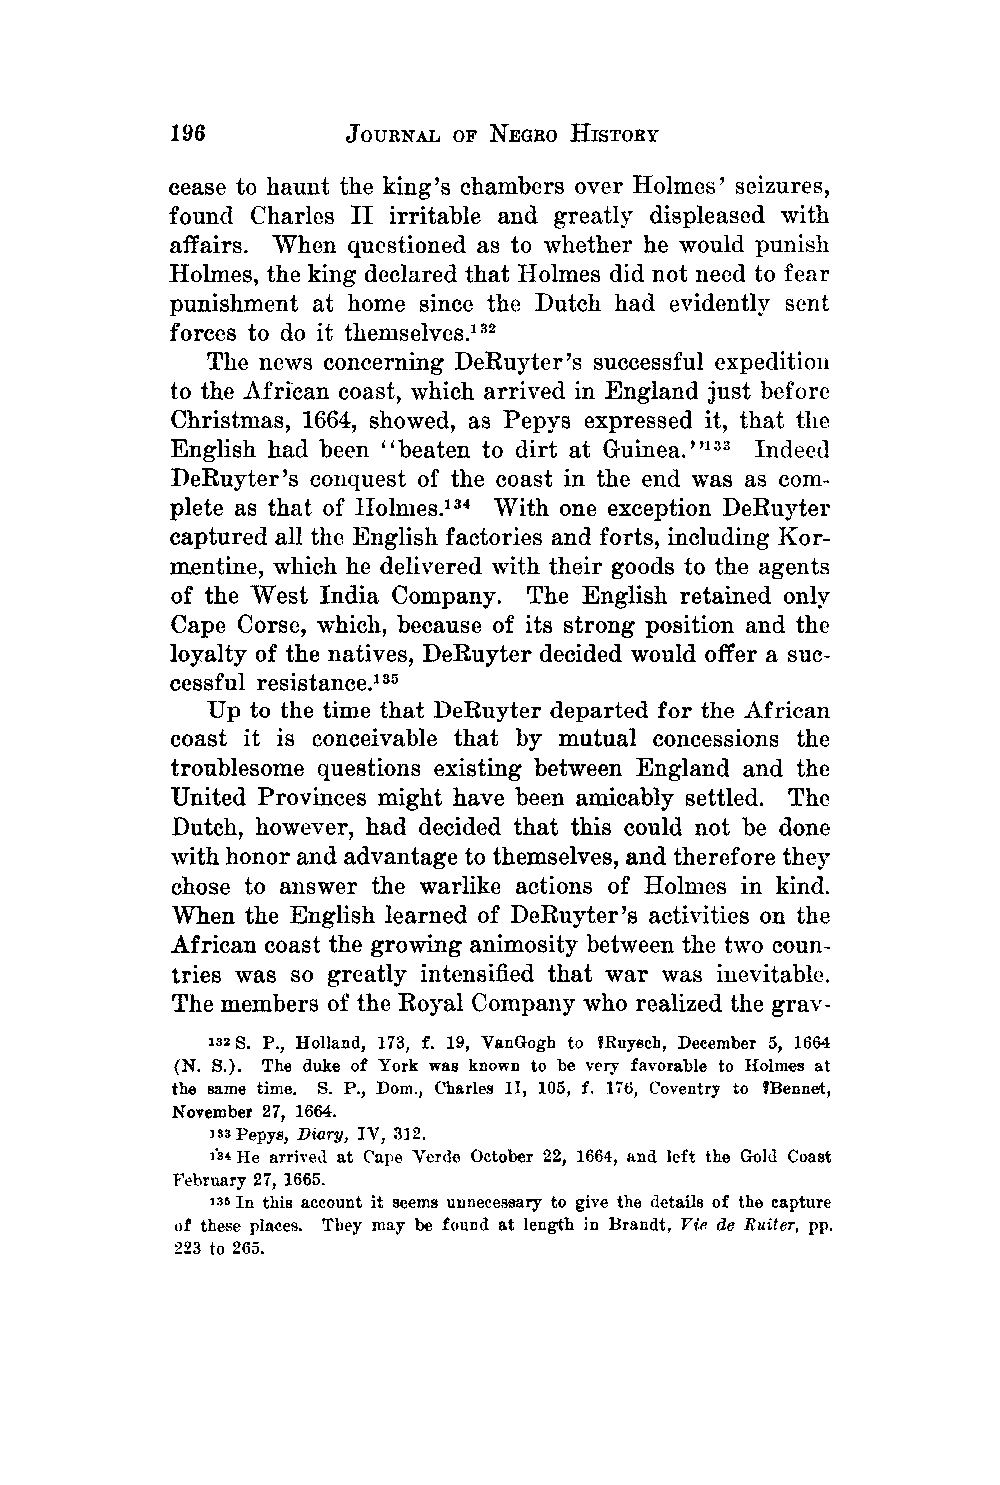 196 JOURNAL OF NEGRO HISTORY
cease to haunt the king's chambers over Holmes' seizures,
found Charles II irritable and greatly displeased with
affairs. When questioned as to whether he would punish
Holmes, the king declared that Holmes did not need to fear
punishment at home since the Dutch had evidently sent
forces to do it themselves.¹³²
The news concerning DeRuyter's successful expedition
to the African coast, which arrived in England just before
Christmas, 1664, showed, as Pepys expressed it, that the
English had been "beaten to dirt at Guinea."¹³³ Indeed
DeRuyter's conquest of the coast in the end was as com-
plete as that of Holmes.¹³⁴ With one exception DeRuyter
captured all the English factories and forts, including Kor-
mentine, which he delivered with their goods to the agents
of the West India Company. The English retained only
Cape Corse, which, because of its strong position and the
loyalty of the natives, DeRuyter decided would offer a suc-
cessful resistance.¹³⁵
Up to the time that DeRuyter departed for the African
coast it is conceivable that by mutual concessions the
troublesome questions existing between England and the
United Provinces might have been amicably settled. The
Dutch, however, had decided that this could not be done
with honor and advantage to themselves, and therefore they
chose to answer the warlike actions of Holmes in kind.
When the English learned of DeRuyter's activities on the
African coast the growing animosity between the two coun-
tries was so greatly intensified that war was inevitable.
The members of the Royal Company who realized the grav-
¹³² S. P., Holland, 173, f. 19, VanGogh to ?Ruysch, December 5, 1664
(N. S.). The duke of York was known to be very favorable to Holmes at
the same time. S. P., Dom., Charles II, 105, f. 176, Coventry to ?Bennet,
November 27, 1664.
¹³³ Pepys, Diary, IV, 312.
¹³⁴ He arrived at Cape Verde October 22, 1664, and left the Gold Coast
February 27, 1665.
¹³⁵ In this account it seems unnecessary to give the details of the capture
of these places. They may be found at length in Brandt, Vie de Ruiter, pp.
223 to 265.